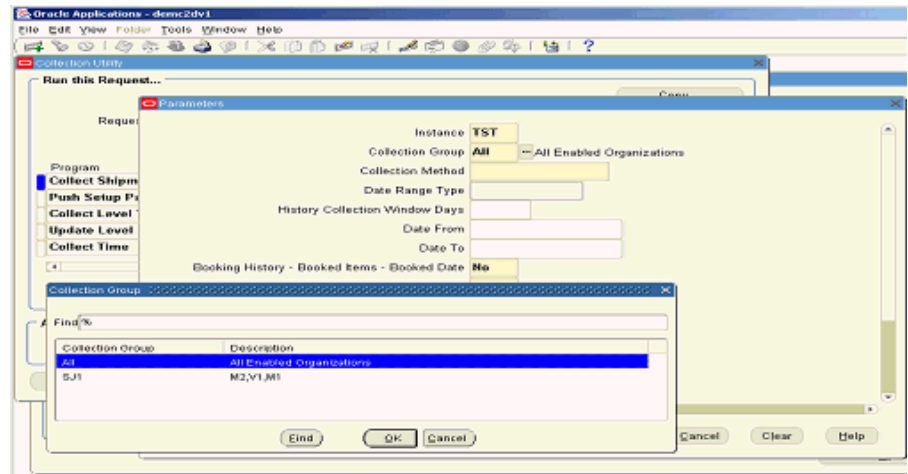 Oracle Applications - demc2dv1
File Edit View Folder Tools Window Help
Collection Utility
Run this Request...
Copy
Parameters
Instance TST
Collection Group All All Enabled Organizations
Collection Method
Date Range Type
History Collection Window Days
Date From
Date To
Booking History - Booked Items - Booked Date No
Reques
Program
Collect Shipm
Push Setup Pa
Collect Level
Update Level
Collect Time
Collection Group
Find %
Collection Group Description
All All Enabled Organizations
SJ1 M2,V1,M1
Find OK Cancel
Cancel Clear Help